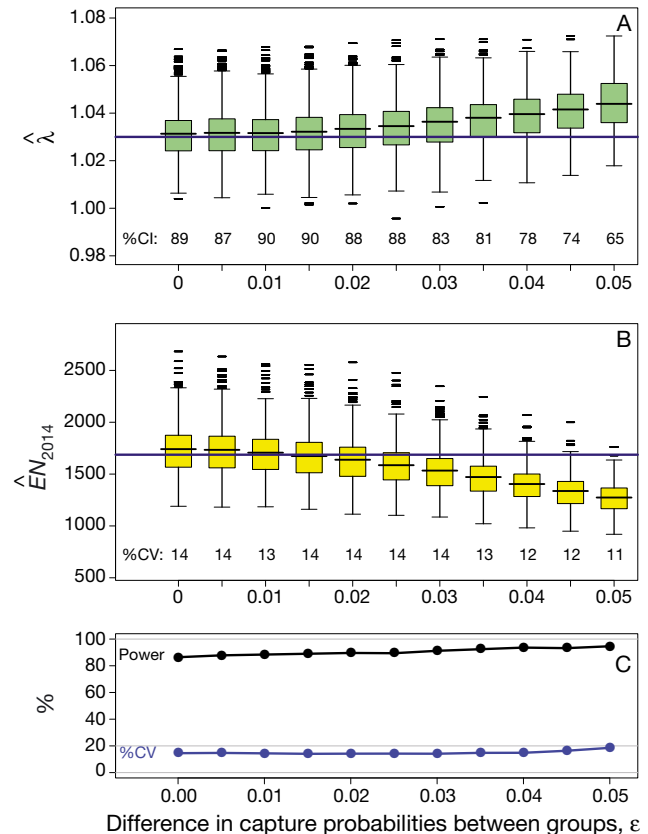 A
1.08
1.06
1.04
1.02
1.00
0.98
λ̂
%CI: 89 87 90 90 88 88 83 81 78 74 65
0 0.01 0.02 0.03 0.04 0.05
B
2500
2000
1500
1000
500
ÊN2014
%CV: 14 14 13 14 14 14 14 13 12 12 11
0 0.01 0.02 0.03 0.04 0.05
C
100
80
60
40
20
0
%
Power
%CV
0.00 0.01 0.02 0.03 0.04 0.05
Difference in capture probabilities between groups, ε